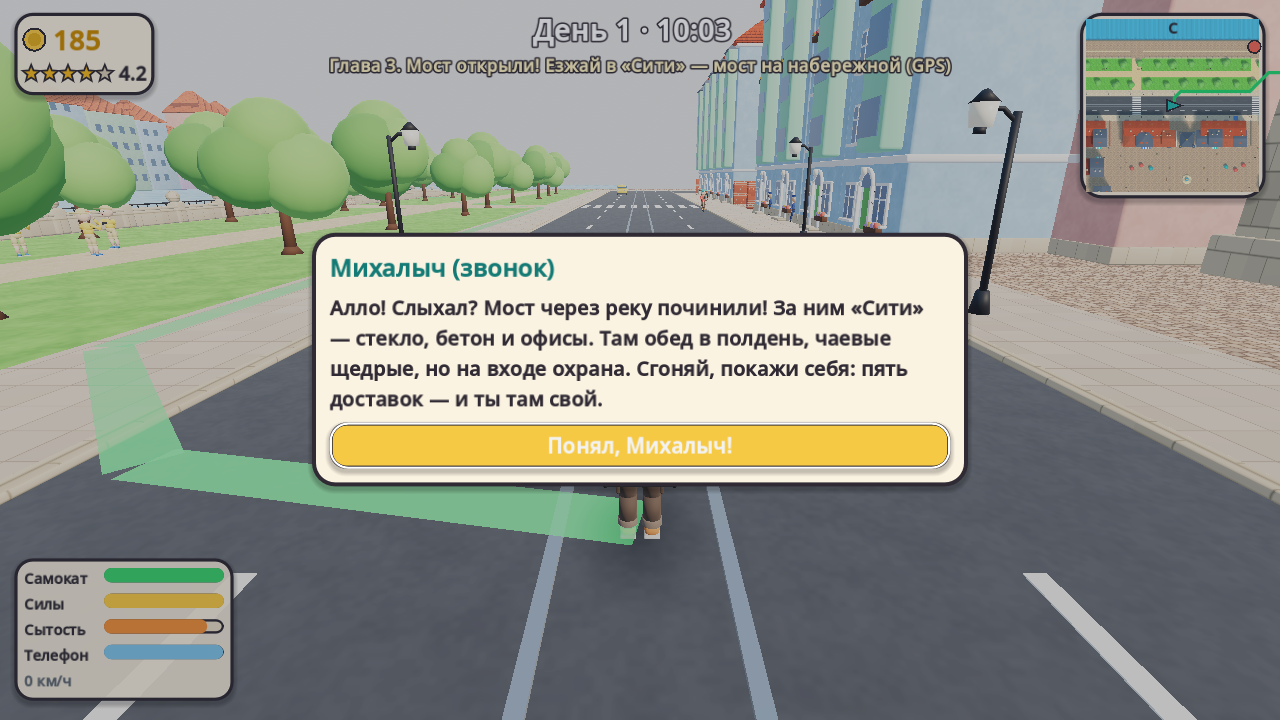 185
4.2
День 1 · 10:03
Глава 3. Мост открыли! Езжай в «Сити» — мост на набережной (GPS)
С
Михалыч (звонок)
Алло! Слыхал? Мост через реку починили! За ним «Сити»
— стекло, бетон и офисы. Там обед в полдень, чаевые
щедрые, но на входе охрана. Сгоняй, покажи себя: пять
доставок — и ты там свой.
Понял, Михалыч!
Самокат
Силы
Сытость
Телефон
0 км/ч